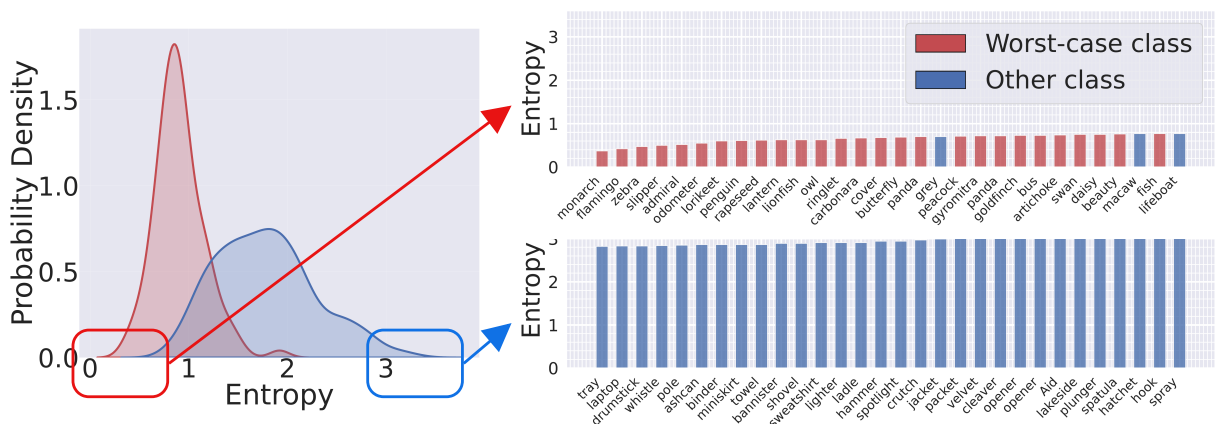 Probability Density
1.5
1.0
0.5
0.0
0 1 2 3
Entropy
Entropy
3
2
1
0
Worst-case class
Other class
monarch flamingo zebra slipper admiral odometer lorikeet penguin rapeseed lantern lionfish owl ringlet carbonara cover butterfly panda grey peacock gyromitra panda goldfinch bus artichoke swan daisy beauty macaw fish lifeboat
Entropy
3
2
1
0
tray laptop drumstick whistle pole ashcan binder miniskirt towel bannister shovel sweatshirt lighter ladle hammer spotlight crutch jacket packet velvet cleaver opener opener Aid lakeside plunger spatula hatchet hook spray